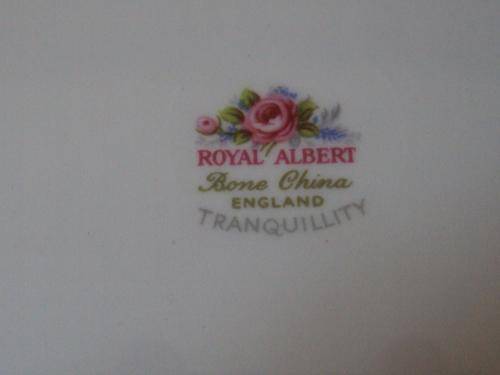 ROYAL ALBERT
Bone China
ENGLAND
TRANQUILLITY